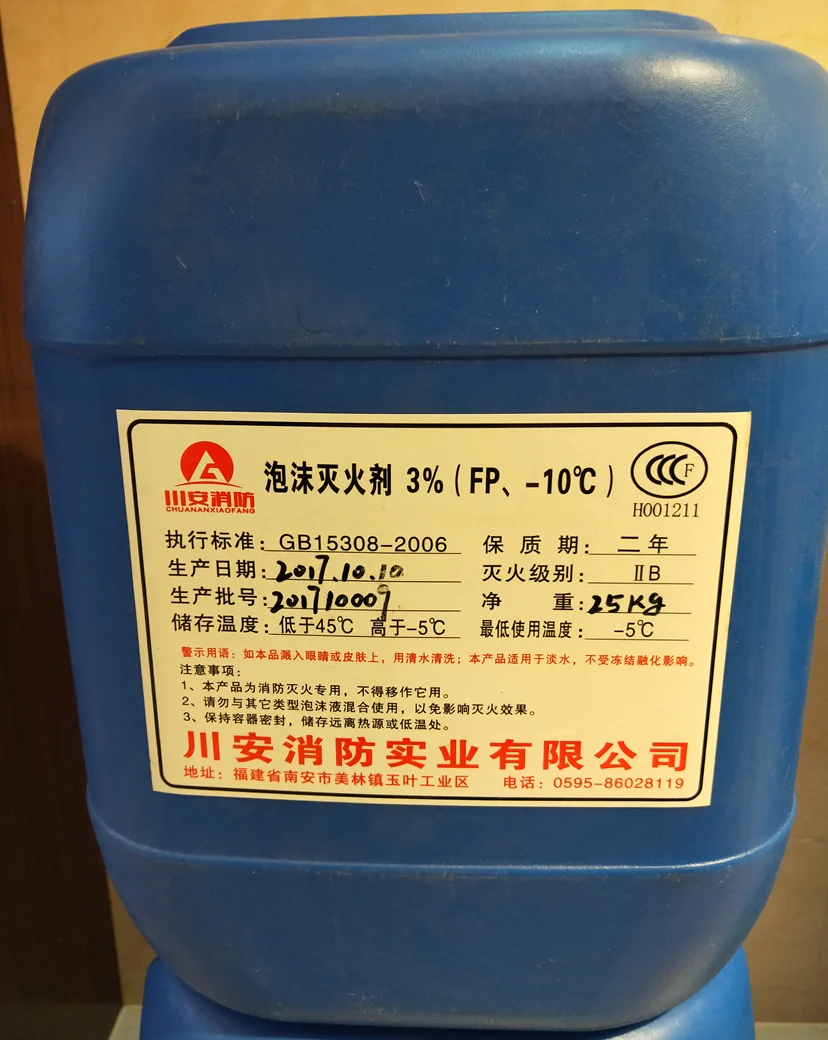 川安消防
CHUANANXIAOFANG
泡沫灭火剂 3%（FP、-10℃）
CCC F
H001211
执行标准：GB15308-2006 保质期：二年
生产日期：2017.10.10 灭火级别：ⅡB
生产批号：201710009 净重：25Kg
储存温度：低于45℃ 高于-5℃ 最低使用温度：-5℃
警示用语：如本品溅入眼睛或皮肤上，用清水清洗；本产品适用于淡水，不受冻结融化影响。
注意事项：
1、本产品为消防灭火专用，不得移作它用。
2、请勿与其它类型泡沫液混合使用，以免影响灭火效果。
3、保持容器密封，储存远离热源或低温处。
川安消防实业有限公司
地址：福建省南安市美林镇玉叶工业区 电话：0595-86028119